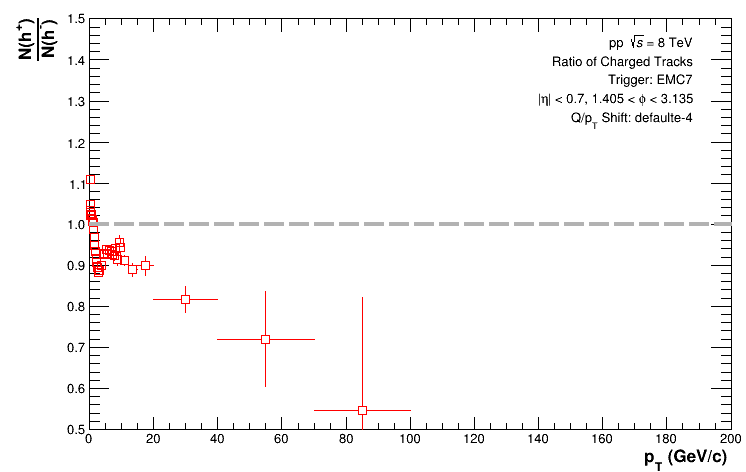 N(h⁺)
N(h⁻)
1.5
1.4
1.3
1.2
1.1
1.0
0.9
0.8
0.7
0.6
0.5
pp √s = 8 TeV
Ratio of Charged Tracks
Trigger: EMC7
|η| < 0.7, 1.405 < ϕ < 3.135
Q/p_T Shift: defaulte-4
0 20 40 60 80 100 120 140 160 180 200
p_T (GeV/c)